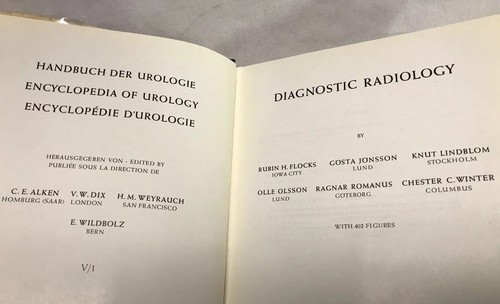 HANDBUCH DER UROLOGIE
ENCYCLOPEDIA OF UROLOGY
ENCYCLOPÉDIE D'UROLOGIE
HERAUSGEGEBEN VON · EDITED BY
PUBLIÉE SOUS LA DIRECTION DE
C. E. ALKEN V. W. DIX H. M. WEYRAUCH
HOMBURG (SAAR) LONDON SAN FRANCISCO
E. WILDBOLZ
BERN
V/1
DIAGNOSTIC RADIOLOGY
BY
RUBIN H. FLOCKS GOSTA JONSSON KNUT LINDBLOM
IOWA CITY LUND STOCKHOLM
OLLE OLSSON RAGNAR ROMANUS CHESTER C. WINTER
LUND GOTEBORG COLUMBUS
WITH 402 FIGURES